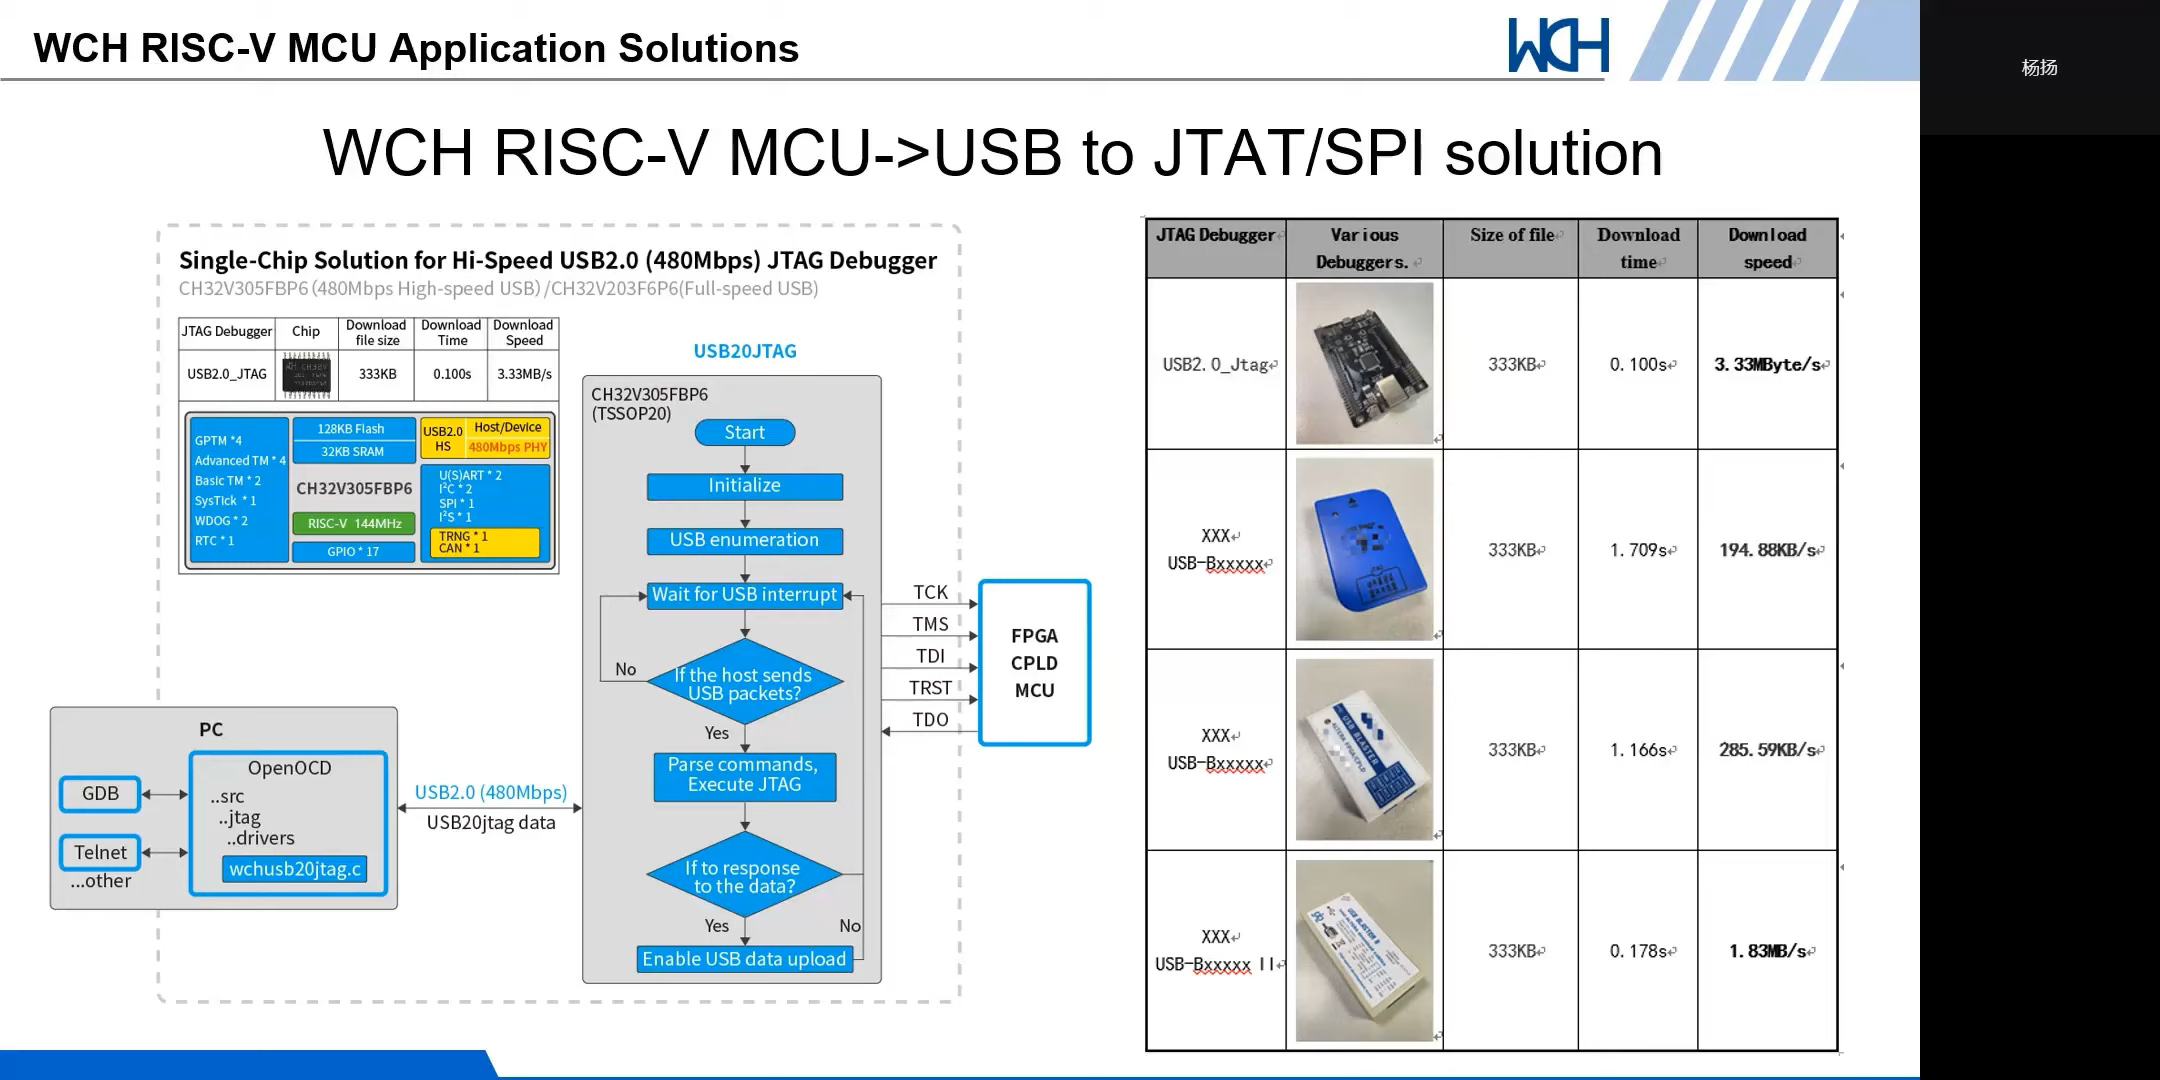 WCH RISC-V MCU Application Solutions
WCH
杨扬
WCH RISC-V MCU->USB to JTAT/SPI solution
Single-Chip Solution for Hi-Speed USB2.0 (480Mbps) JTAG Debugger
CH32V305FBP6(480Mbps High-speed USB)/CH32V203F6P6(Full-speed USB)
JTAG Debugger Chip Download file size Download Time Download Speed
USB2.0_JTAG 333KB 0.100s 3.33MB/s
GPTM *4
Advanced TM * 4
Basic TM * 2
SysTick * 1
WDOG * 2
RTC * 1
128KB Flash
32KB SRAM
CH32V305FBP6
RISC-V 144MHz
GPIO * 17
USB2.0 HS
Host/Device
480Mbps PHY
U(S)ART * 2
I²C * 2
SPI * 1
I²S * 1
TRNG * 1
CAN * 1
USB20JTAG
CH32V305FBP6
(TSSOP20)
Start
Initialize
USB enumeration
Wait for USB interrupt
If the host sends
USB packets?
No
Yes
Parse commands,
Execute JTAG
If to response
to the data?
Yes
No
Enable USB data upload
TCK
TMS
TDI
TRST
TDO
FPGA
CPLD
MCU
PC
GDB
Telnet
...other
OpenOCD
..src
..jtag
..drivers
wchusb20jtag.c
USB2.0 (480Mbps)
USB20jtag data
JTAG Debugger Various Debuggers. Size of file Download time Download speed
USB2.0_Jtag 333KB 0.100s 3.33MByte/s
XXX
USB-Bxxxxx 333KB 1.709s 194.88KB/s
XXX
USB-Bxxxxx 333KB 1.166s 285.59KB/s
USB BLASTER
ALTERA FPGA/CPLD
XXX
USB-Bxxxxx II 333KB 0.178s 1.83MB/s
USB BLASTER II